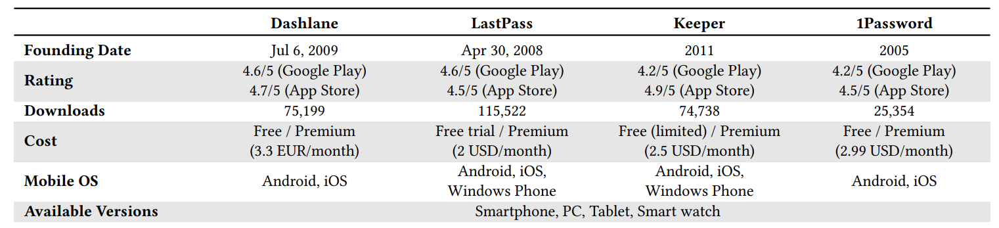 Dashlane LastPass Keeper 1Password
Founding Date Jul 6, 2009 Apr 30, 2008 2011 2005
Rating 4.6/5 (Google Play) 4.6/5 (Google Play) 4.2/5 (Google Play) 4.2/5 (Google Play)
4.7/5 (App Store) 4.5/5 (App Store) 4.9/5 (App Store) 4.5/5 (App Store)
Downloads 75,199 115,522 74,738 25,354
Cost Free / Premium Free trial / Premium Free (limited) / Premium Free / Premium
(3.3 EUR/month) (2 USD/month) (2.5 USD/month) (2.99 USD/month)
Mobile OS Android, iOS Android, iOS, Android, iOS, Android, iOS
Windows Phone Windows Phone
Available Versions Smartphone, PC, Tablet, Smart watch